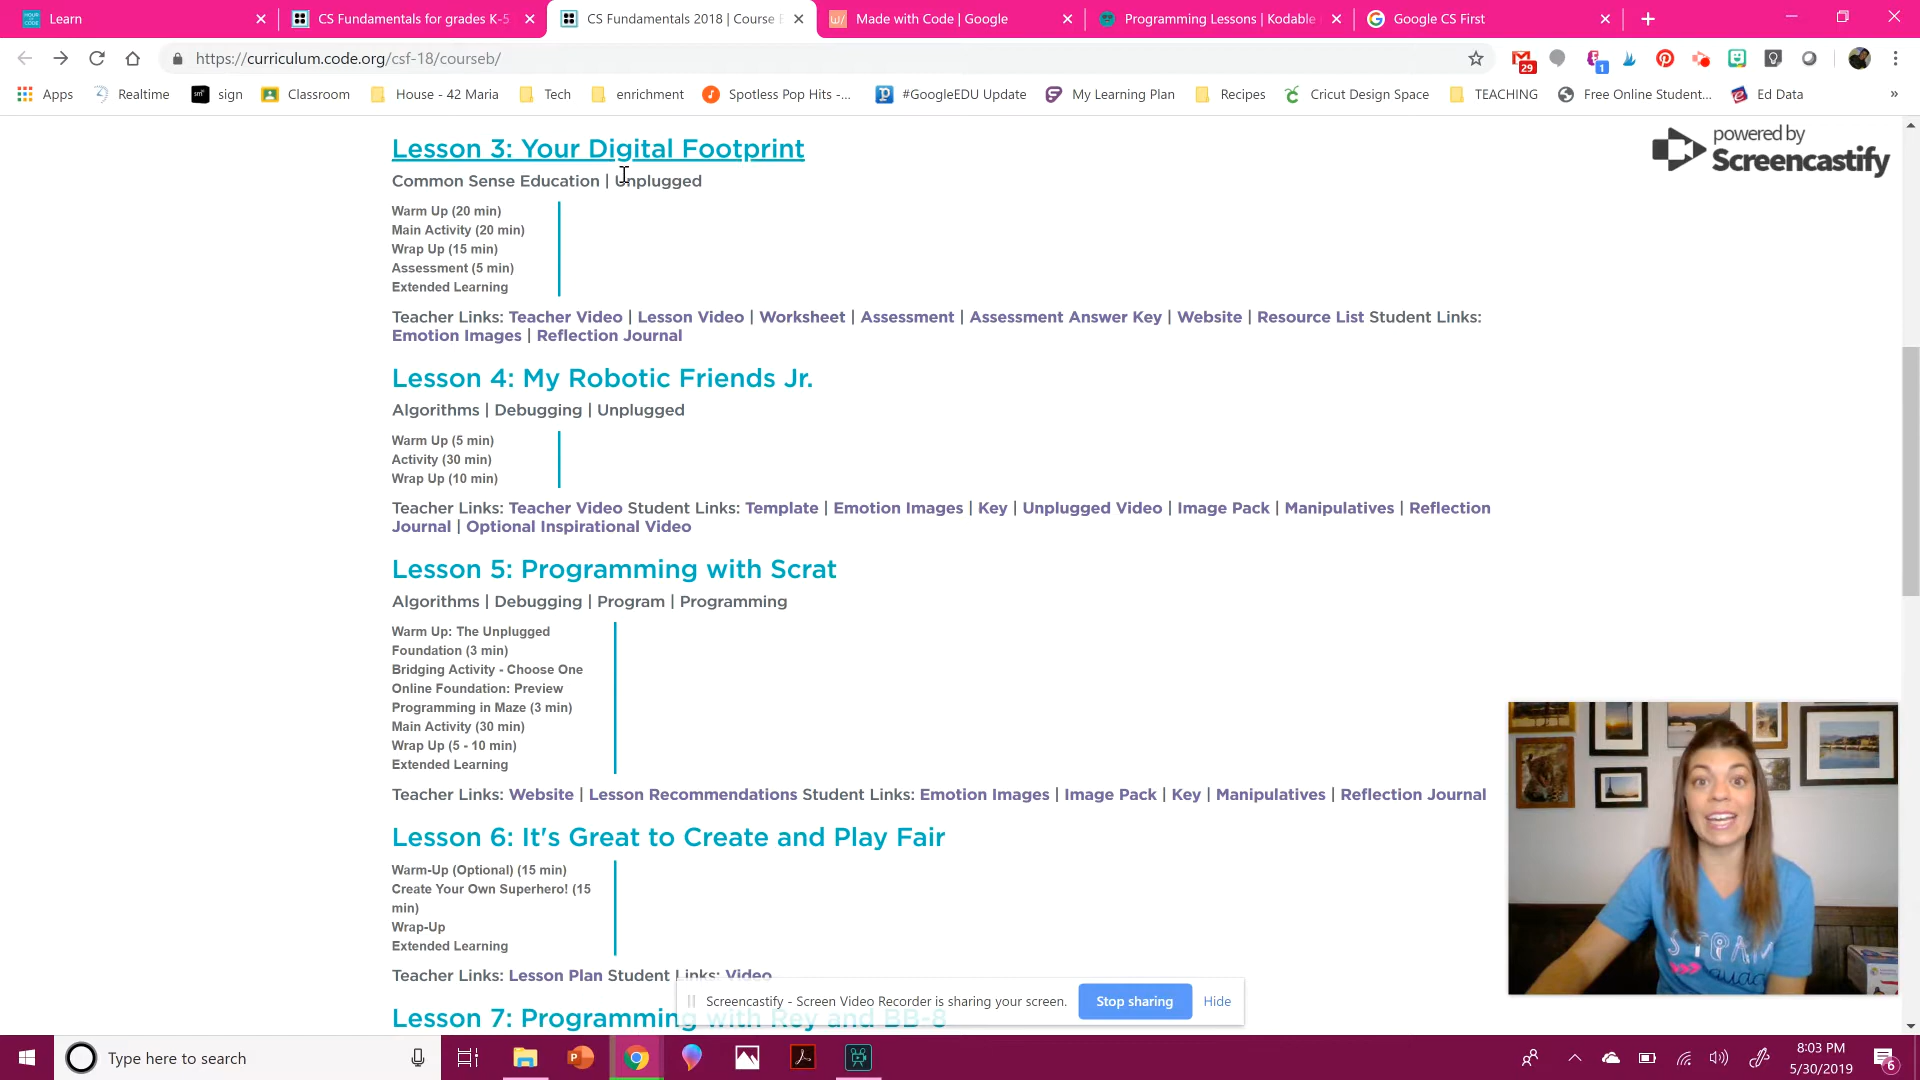 Learn
CS Fundamentals for grades K-5
CS Fundamentals 2018 | Course
Made with Code | Google
Programming Lessons | Kodable
Google CS First
https://curriculum.code.org/csf-18/courseb/
29
1
Apps
Realtime
sign
Classroom
House - 42 Maria
Tech
enrichment
Spotless Pop Hits -...
#GoogleEDU Update
My Learning Plan
Recipes
Cricut Design Space
TEACHING
Free Online Student...
Ed Data
»
powered by
Screencastify
Lesson 3: Your Digital Footprint
Common Sense Education | Unplugged
Warm Up (20 min)
Main Activity (20 min)
Wrap Up (15 min)
Assessment (5 min)
Extended Learning
Teacher Links: Teacher Video | Lesson Video | Worksheet | Assessment | Assessment Answer Key | Website | Resource List Student Links:
Emotion Images | Reflection Journal
Lesson 4: My Robotic Friends Jr.
Algorithms | Debugging | Unplugged
Warm Up (5 min)
Activity (30 min)
Wrap Up (10 min)
Teacher Links: Teacher Video Student Links: Template | Emotion Images | Key | Unplugged Video | Image Pack | Manipulatives | Reflection
Journal | Optional Inspirational Video
Lesson 5: Programming with Scrat
Algorithms | Debugging | Program | Programming
Warm Up: The Unplugged
Foundation (3 min)
Bridging Activity - Choose One
Online Foundation: Preview
Programming in Maze (3 min)
Main Activity (30 min)
Wrap Up (5 - 10 min)
Extended Learning
Teacher Links: Website | Lesson Recommendations Student Links: Emotion Images | Image Pack | Key | Manipulatives | Reflection Journal
Lesson 6: It's Great to Create and Play Fair
Warm-Up (Optional) (15 min)
Create Your Own Superhero! (15
min)
Wrap-Up
Extended Learning
Teacher Links: Lesson Plan Student Links: Video
Screencastify - Screen Video Recorder is sharing your screen.
Stop sharing
Hide
Lesson 7: Programming with Rey and BB-8
STEAM
squad
Type here to search
8:03 PM
5/30/2019
6